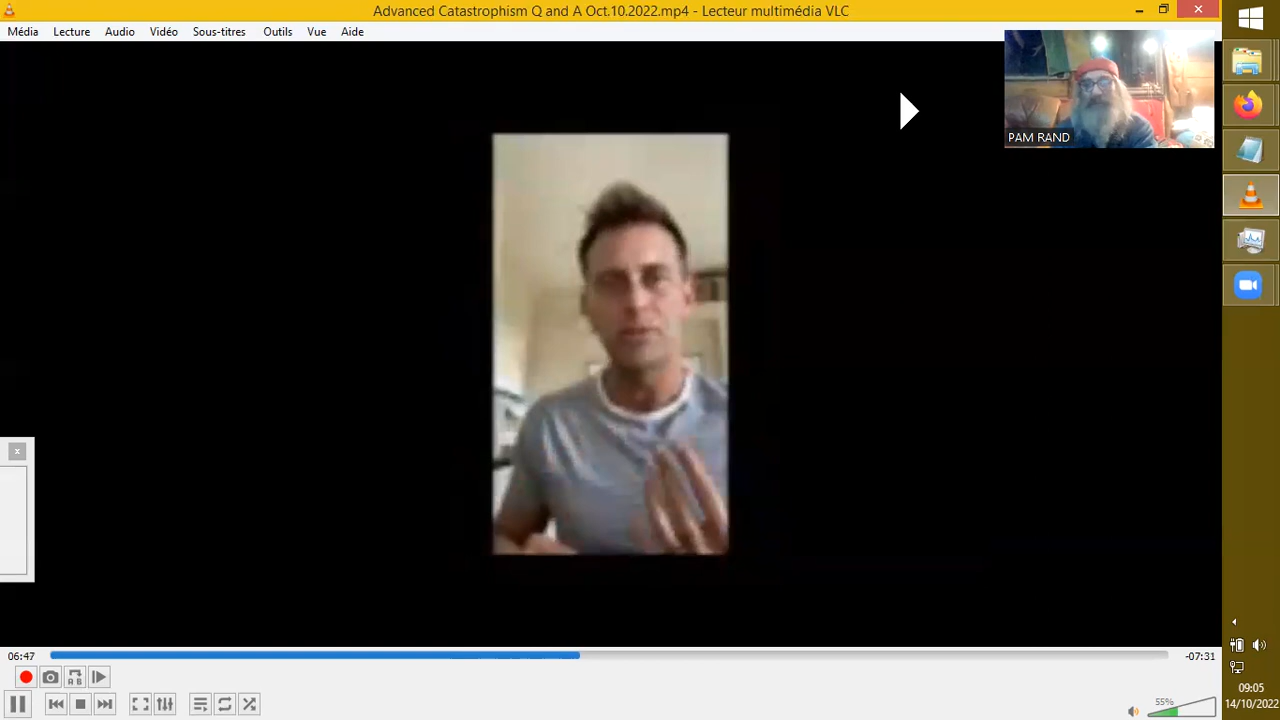 Advanced Catastrophism Q and A Oct.10.2022.mp4 - Lecteur multimédia VLC
Média Lecture Audio Vidéo Sous-titres Outils Vue Aide
PAM RAND
06:47
-07:31
55%
09:05
14/10/2022